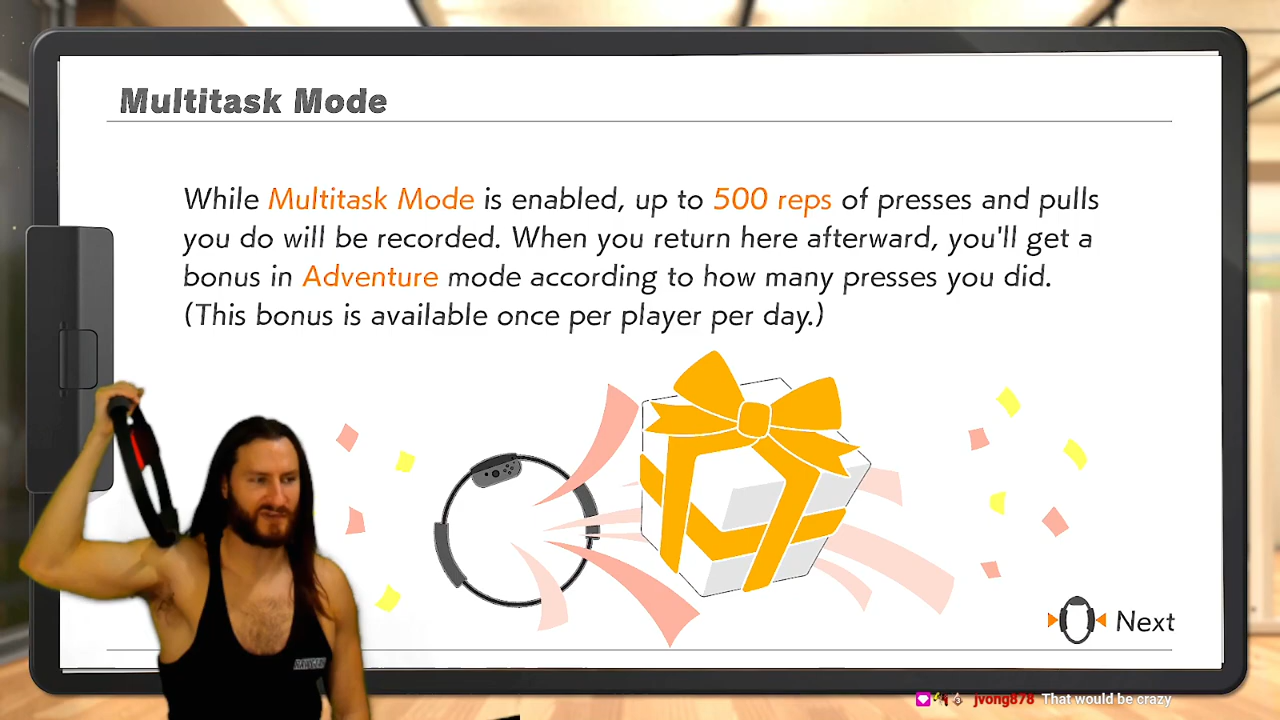 Multitask Mode
While Multitask Mode is enabled, up to 500 reps of presses and pulls
you do will be recorded. When you return here afterward, you'll get a
bonus in Adventure mode according to how many presses you did.
(This bonus is available once per player per day.)
Next
jvong878 That would be crazy